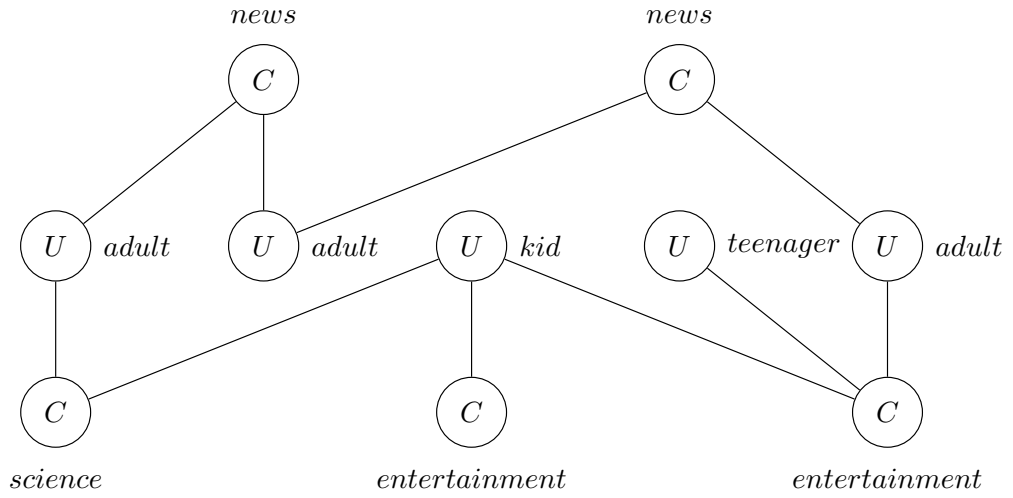 news news
C C
U adult U adult U kid U teenager U adult
C C C
science entertainment entertainment